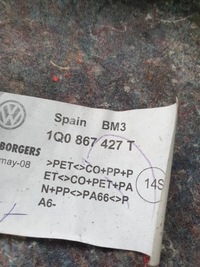 Spain BM3
1Q0 867 427 T
BORGERS
may-08
>PET<>CO+PP+P
ET<>CO+PET+PA
N+PP<>PA66<>P
A6-
14S